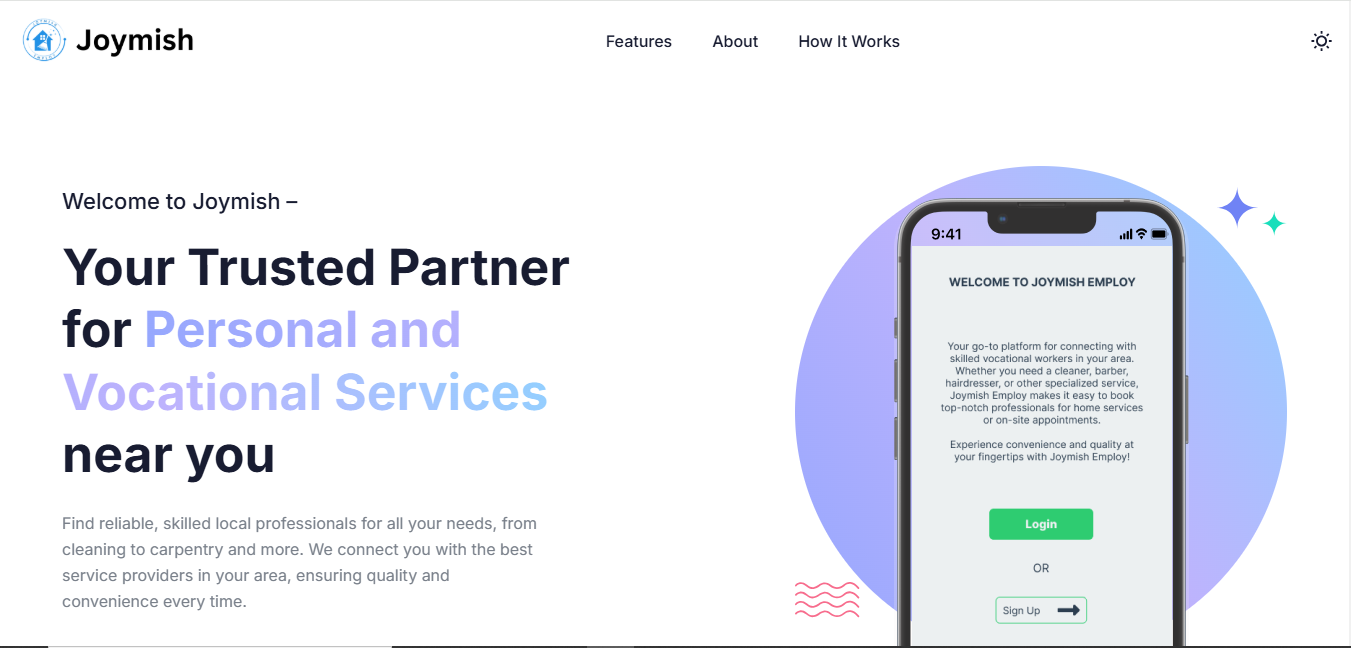 Joymish
Features
About
How It Works
Welcome to Joymish –
Your Trusted Partner
for Personal and
Vocational Services
near you
Find reliable, skilled local professionals for all your needs, from
cleaning to carpentry and more. We connect you with the best
service providers in your area, ensuring quality and
convenience every time.
9:41
WELCOME TO JOYMISH EMPLOY
Your go-to platform for connecting with
skilled vocational workers in your area.
Whether you need a cleaner, barber,
hairdresser, or other specialized service,
Joymish Employ makes it easy to book
top-notch professionals for home services
or on-site appointments.
Experience convenience and quality at
your fingertips with Joymish Employ!
Login
OR
Sign Up